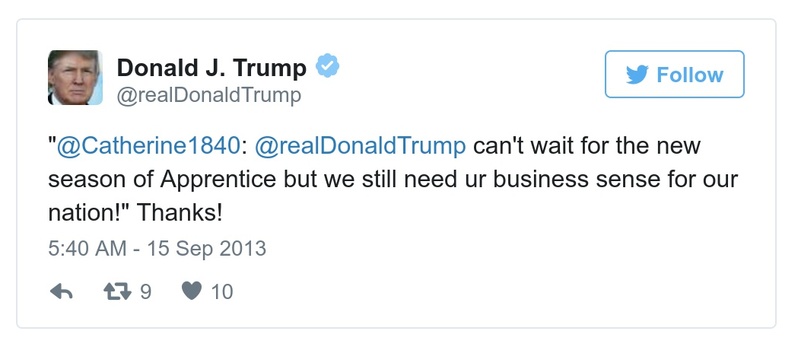 Donald J. Trump
@realDonaldTrump
Follow
"@Catherine1840: @realDonaldTrump can't wait for the new
season of Apprentice but we still need ur business sense for our
nation!" Thanks!
5:40 AM - 15 Sep 2013
9 10